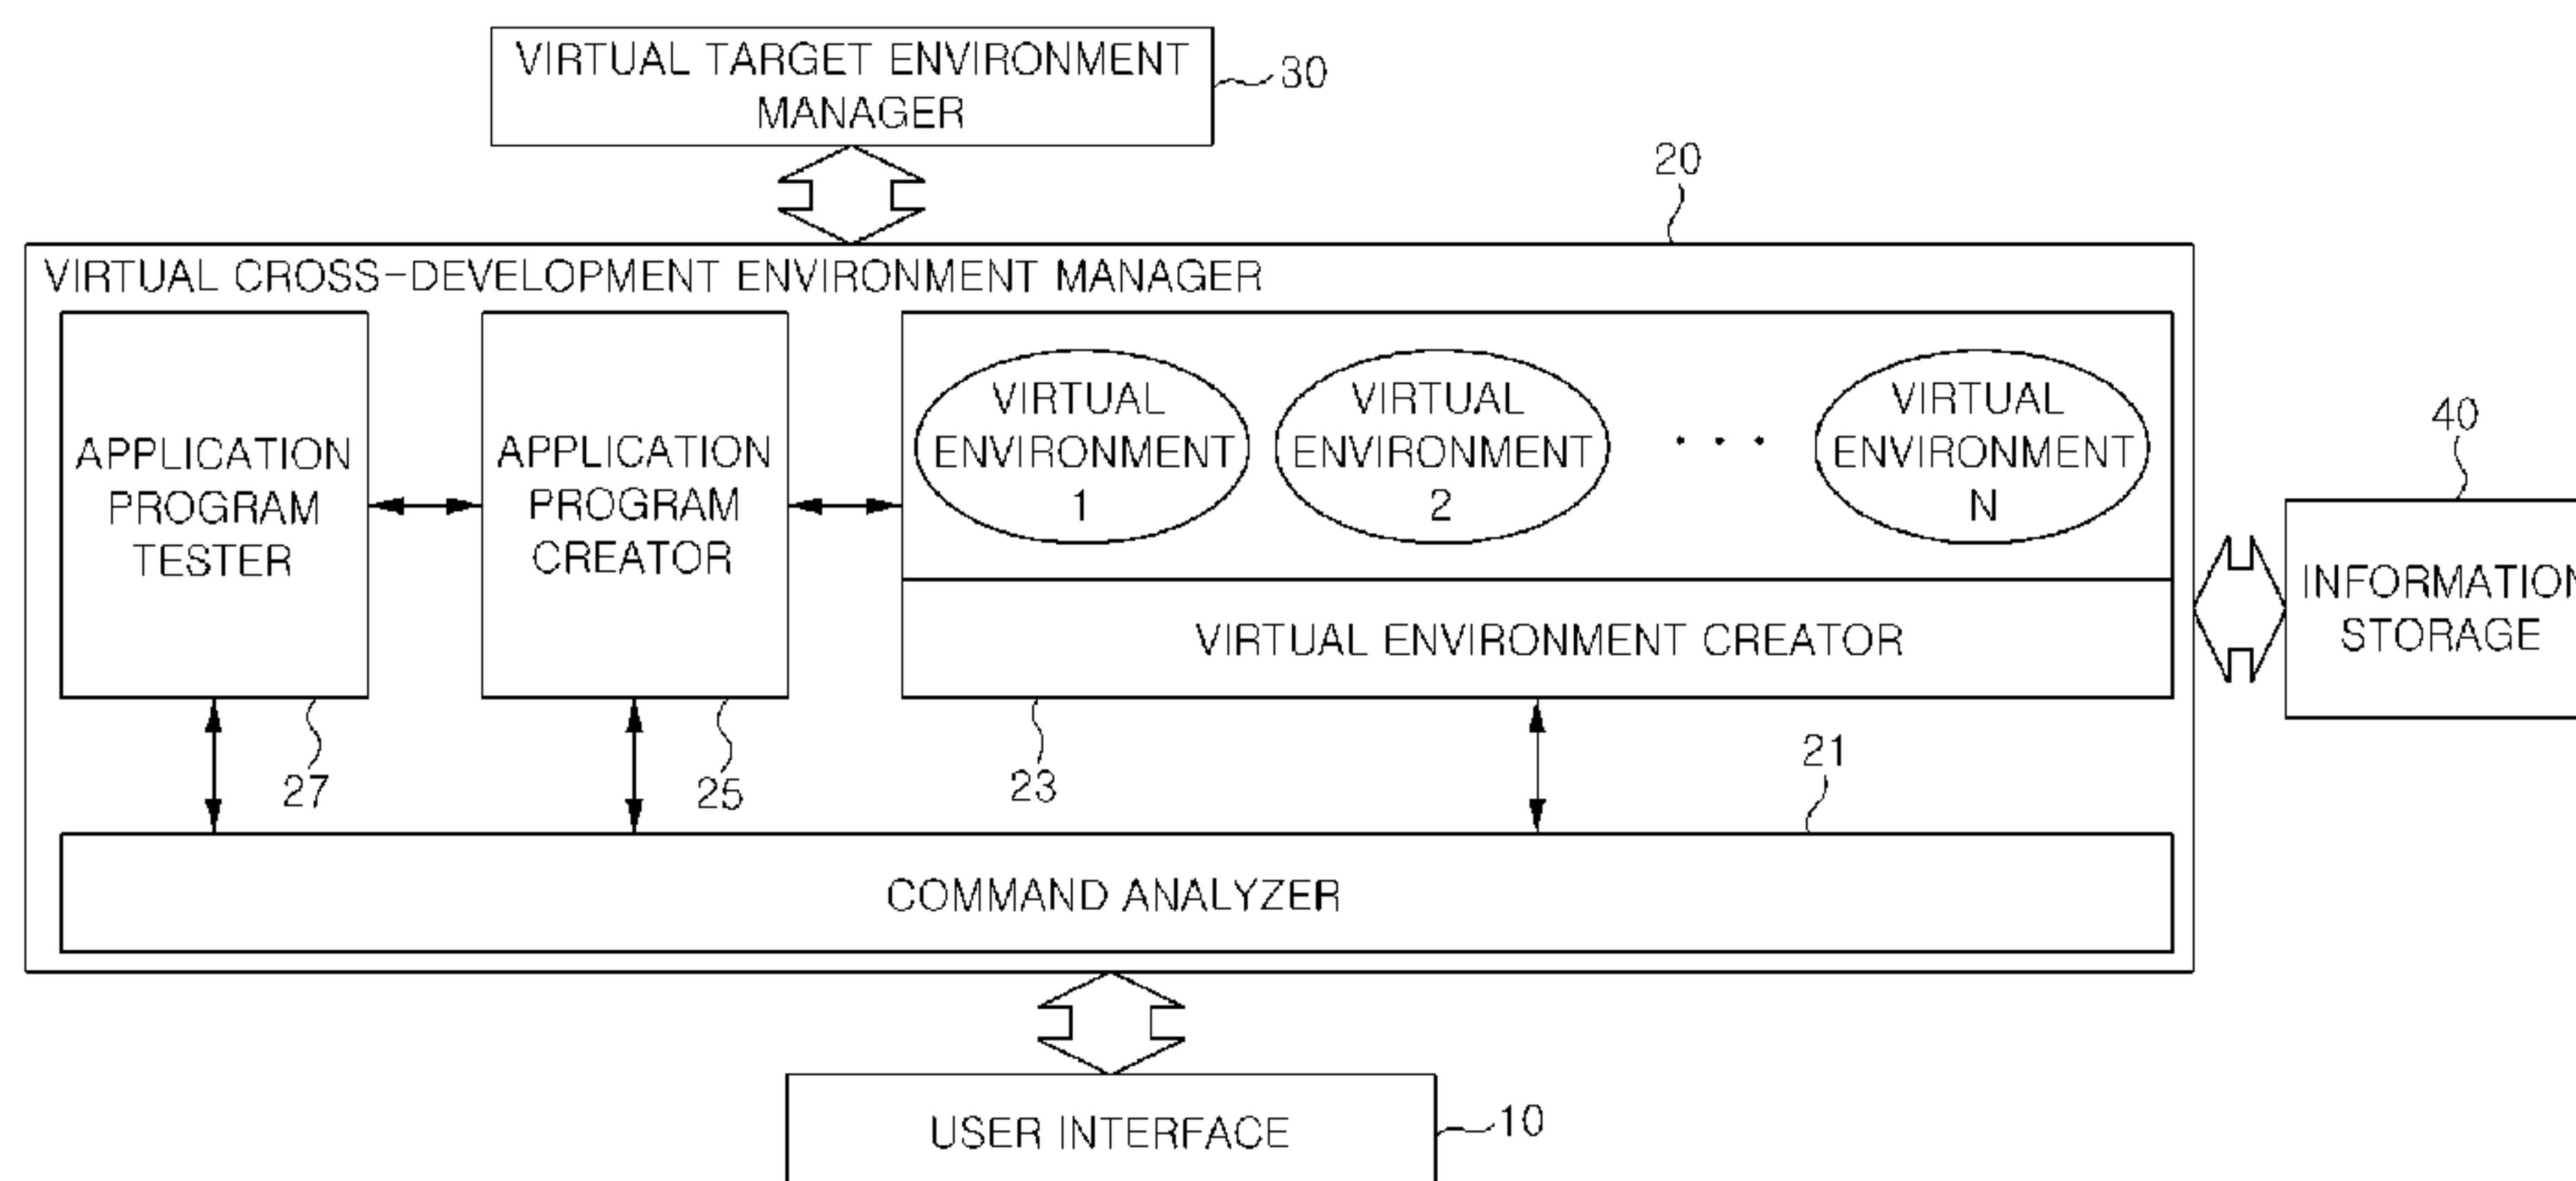 VIRTUAL TARGET ENVIRONMENT
MANAGER
30
20
VIRTUAL CROSS-DEVELOPMENT ENVIRONMENT MANAGER
APPLICATION
PROGRAM
TESTER
APPLICATION
PROGRAM
CREATOR
VIRTUAL
ENVIRONMENT
1
VIRTUAL
ENVIRONMENT
2
. . .
VIRTUAL
ENVIRONMENT
N
VIRTUAL ENVIRONMENT CREATOR
40
INFORMATION
STORAGE
27
25
23
21
COMMAND ANALYZER
USER INTERFACE
10